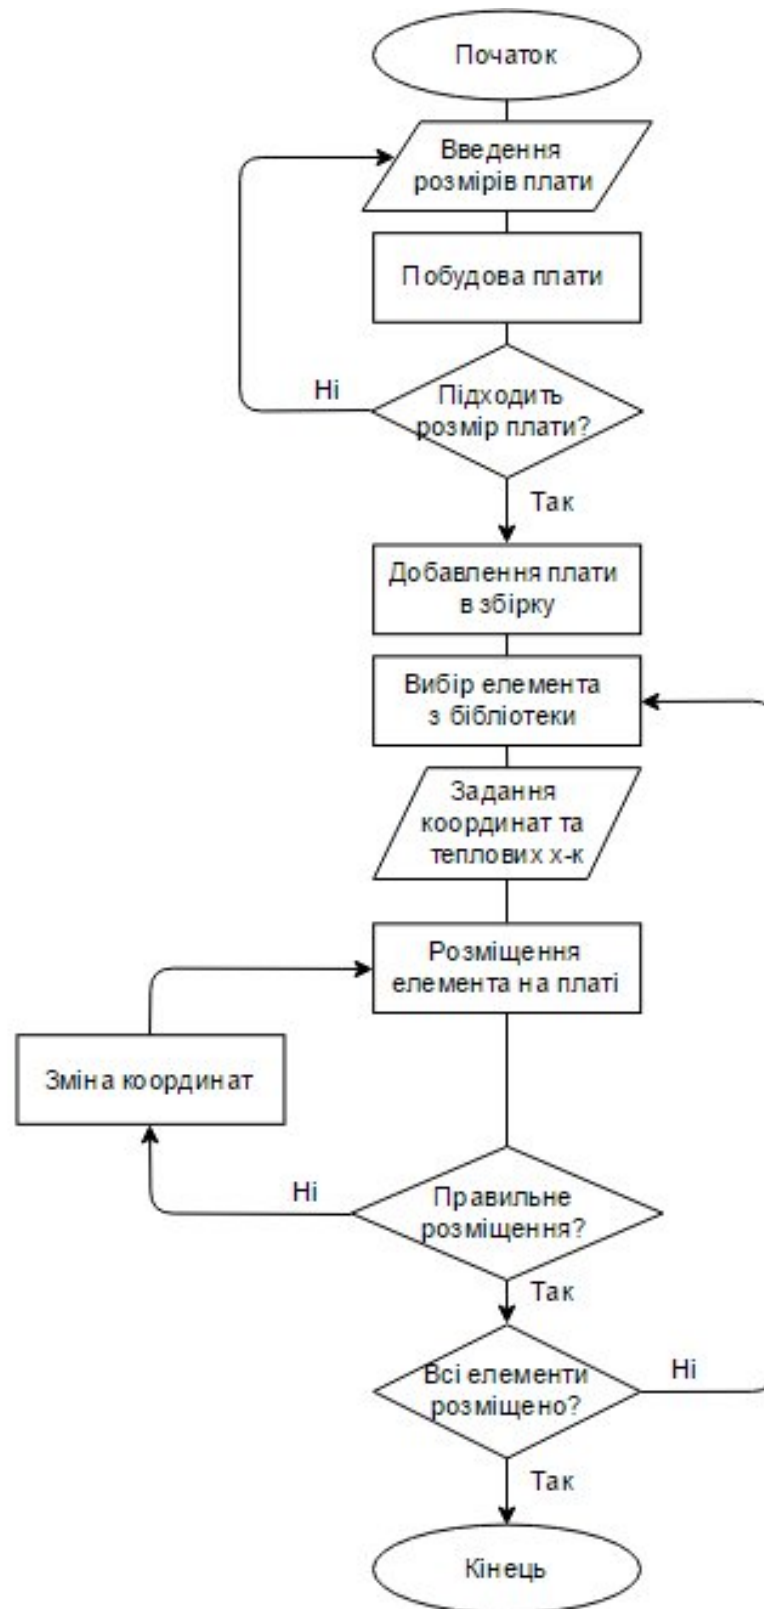 Початок
Введення
розмірів плати
Побудова плати
Ні
Підходить
розмір плати?
Так
Добавлення плати
в збірку
Вибір елемента
з бібліотеки
Задання
координат та
теплових х-к
Розміщення
елемента на платі
Зміна координат
Ні
Правильне
розміщення?
Так
Всі елементи
розміщено?
Ні
Так
Кінець